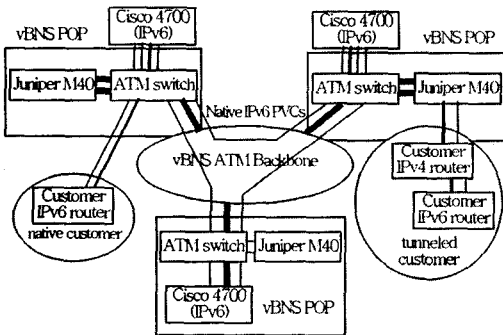 vBNS POP
Cisco 4700
(IPv6)
Juniper M40
ATM switch
Cisco 4700
(IPv6)
vBNS POP
ATM switch
Juniper M40
Native IPv6 PVCs
vBNS ATM Backbone
Customer
IPv6 router
native customer
Customer
IPv4 router
Customer
IPv6 router
tunneled
customer
ATM switch
Juniper M40
Cisco 4700
(IPv6)
vBNS POP